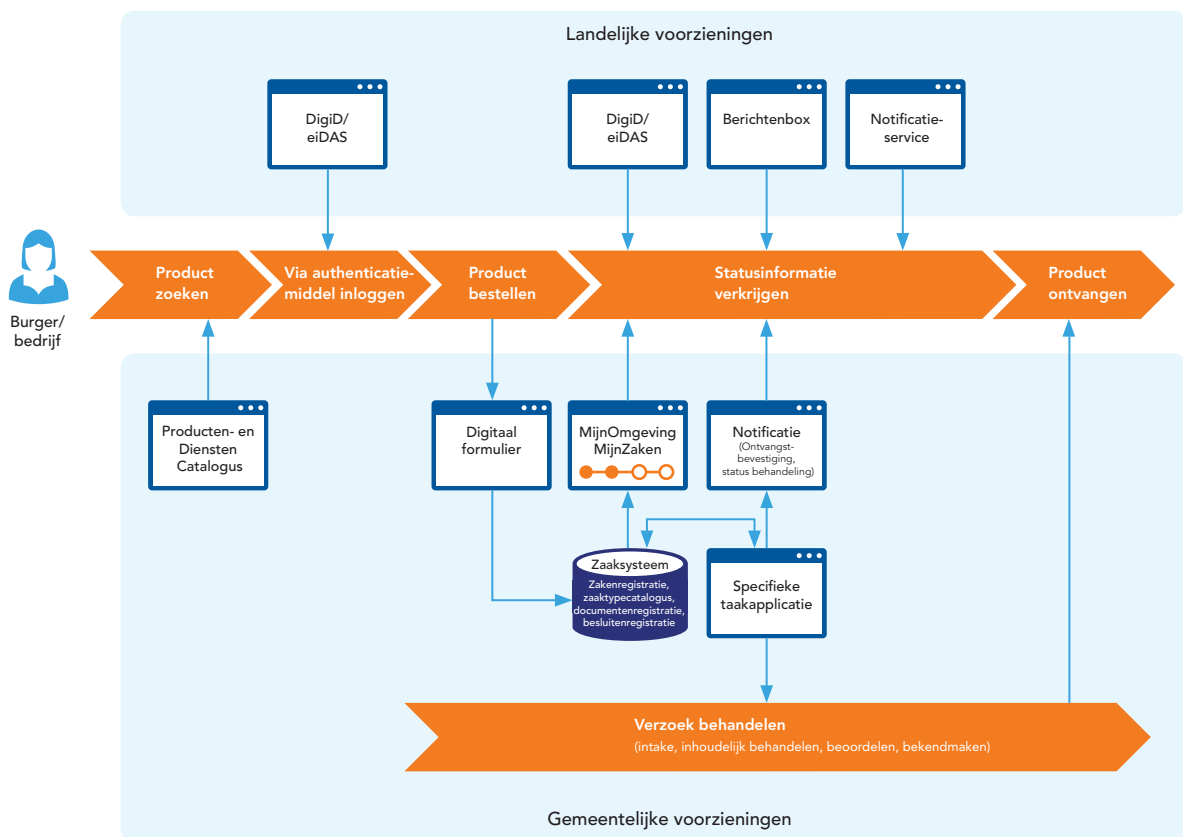 Landelijke voorzieningen
DigiD/
eiDAS
DigiD/
eiDAS
Berichtenbox
Notificatie-
service
Burger/
bedrijf
Product
zoeken
Via authenticatie-
middel inloggen
Product
bestellen
Statusinformatie
verkrijgen
Product
ontvangen
Producten- en
Diensten
Catalogus
Digitaal
formulier
MijnOmgeving
MijnZaken
Notificatie
(Ontvangst-
bevestiging,
status behandeling)
Zaaksysteem
Zakenregistratie,
zaaktypecatalogus,
documentenregistratie,
besluitenregistratie
Specifieke
taakapplicatie
Verzoek behandelen
(intake, inhoudelijk behandelen, beoordelen, bekendmaken)
Gemeentelijke voorzieningen